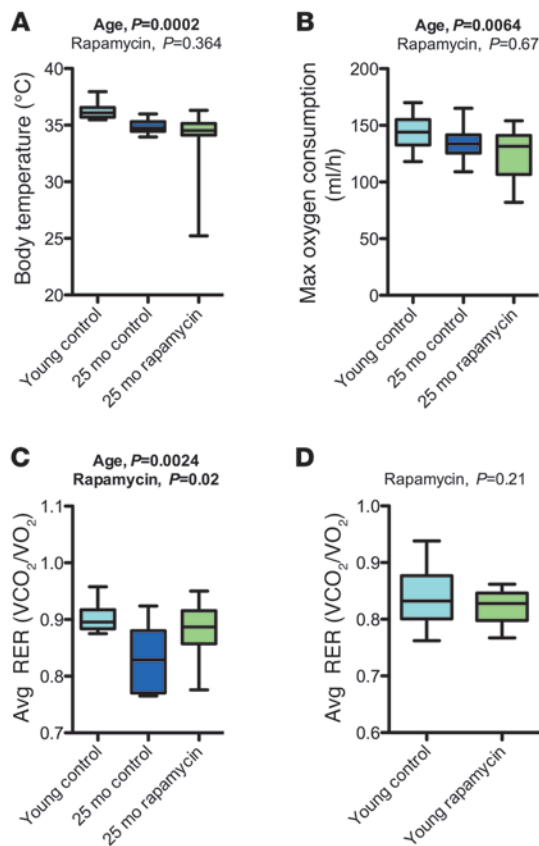 A
Age, P=0.0002
Rapamycin, P=0.364
Body temperature (°C)
40
35
30
25
20
Young control
25 mo control
25 mo rapamycin
B
Age, P=0.0064
Rapamycin, P=0.67
Max oxygen consumption
(ml/h)
200
150
100
50
0
Young control
25 mo control
25 mo rapamycin
C
Age, P=0.0024
Rapamycin, P=0.02
Avg RER (VCO₂/VO₂)
1.1
1.0
0.9
0.8
0.7
Young control
25 mo control
25 mo rapamycin
D
Rapamycin, P=0.21
Avg RER (VCO₂/VO₂)
1.0
0.9
0.8
0.7
0.6
Young control
Young rapamycin